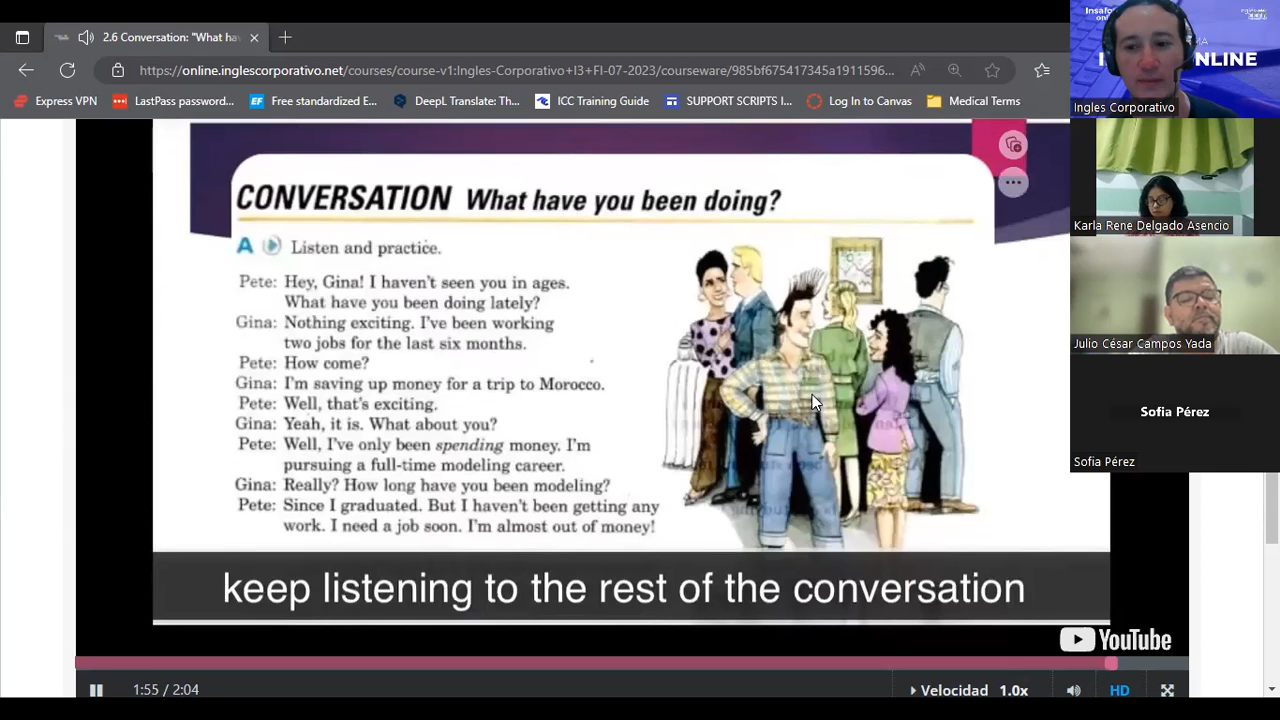 2.6 Conversation: "What hav
https://online.inglescorporativo.net/courses/course-v1:Ingles-Corporativo+I3+FI-07-2023/courseware/985bf675417345a1911596...
Express VPN
LastPass password...
Free standardized E...
DeepL Translate: Th...
ICC Training Guide
SUPPORT SCRIPTS I...
Log In to Canvas
Medical Terms
CONVERSATION What have you been doing?
A Listen and practice.
Pete: Hey, Gina! I haven't seen you in ages.
What have you been doing lately?
Gina: Nothing exciting. I've been working
two jobs for the last six months.
Pete: How come?
Gina: I'm saving up money for a trip to Morocco.
Pete: Well, that's exciting.
Gina: Yeah, it is. What about you?
Pete: Well, I've only been spending money. I'm
pursuing a full-time modeling career.
Gina: Really? How long have you been modeling?
Pete: Since I graduated. But I haven't been getting any
work. I need a job soon. I'm almost out of money!
keep listening to the rest of the conversation
YouTube
1:55 / 2:04
Velocidad 1.0x
HD
NLINE
Ingles Corporativo
Karla Rene Delgado Asencio
Julio César Campos Yada
Sofia Pérez
Sofia Pérez